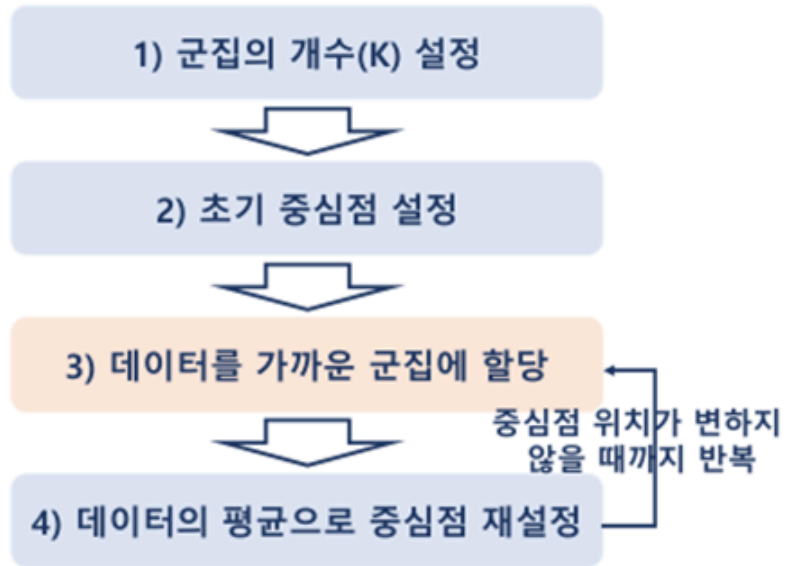 1) 군집의 개수(K) 설정
2) 초기 중심점 설정
3) 데이터를 가까운 군집에 할당
중심점 위치가 변하지
않을 때까지 반복
4) 데이터의 평균으로 중심점 재설정